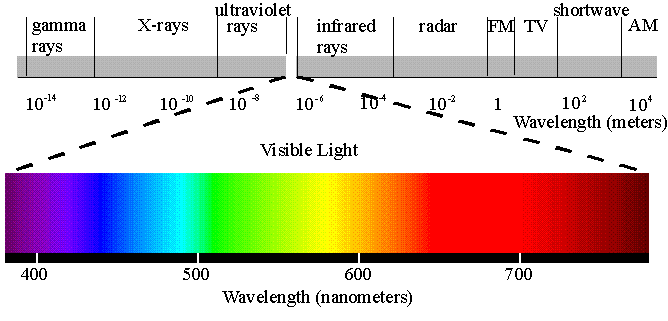 gamma rays
X-rays
ultraviolet rays
infrared rays
radar
FM
TV
shortwave
AM
10⁻¹⁴ 10⁻¹² 10⁻¹⁰ 10⁻⁸ 10⁻⁶ 10⁻⁴ 10⁻² 1 10² 10⁴
Wavelength (meters)
Visible Light
400 500 600 700
Wavelength (nanometers)